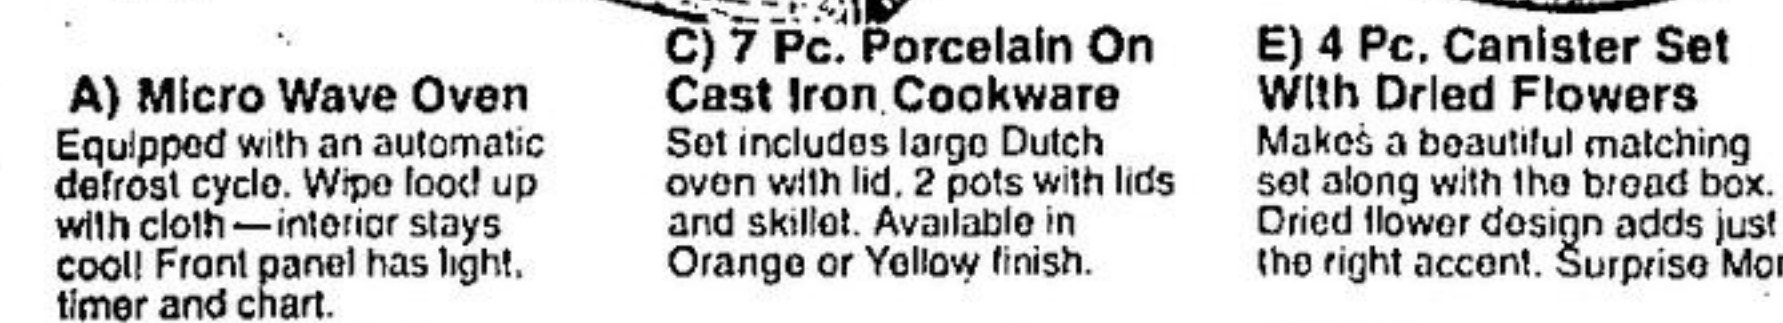 A) Micro Wave Oven
Equipped with an automatic
defrost cycle. Wipe food up
with cloth — interior stays
cool! Front panel has light,
timer and chart.
C) 7 Pc. Porcelain On
Cast Iron Cookware
Set includes large Dutch
oven with lid, 2 pots with lids
and skillet. Available in
Orange or Yellow finish.
E) 4 Pc. Canister Set
With Dried Flowers
Makes a beautiful matching
set along with the bread box.
Dried flower design adds just
the right accent. Surprise Mo